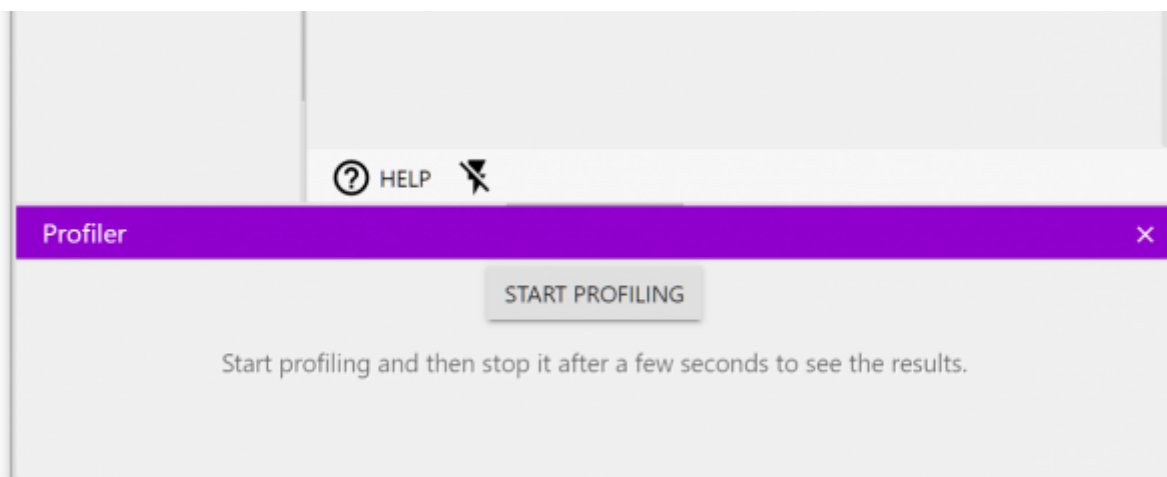 HELP
Profiler
START PROFILING
Start profiling and then stop it after a few seconds to see the results.